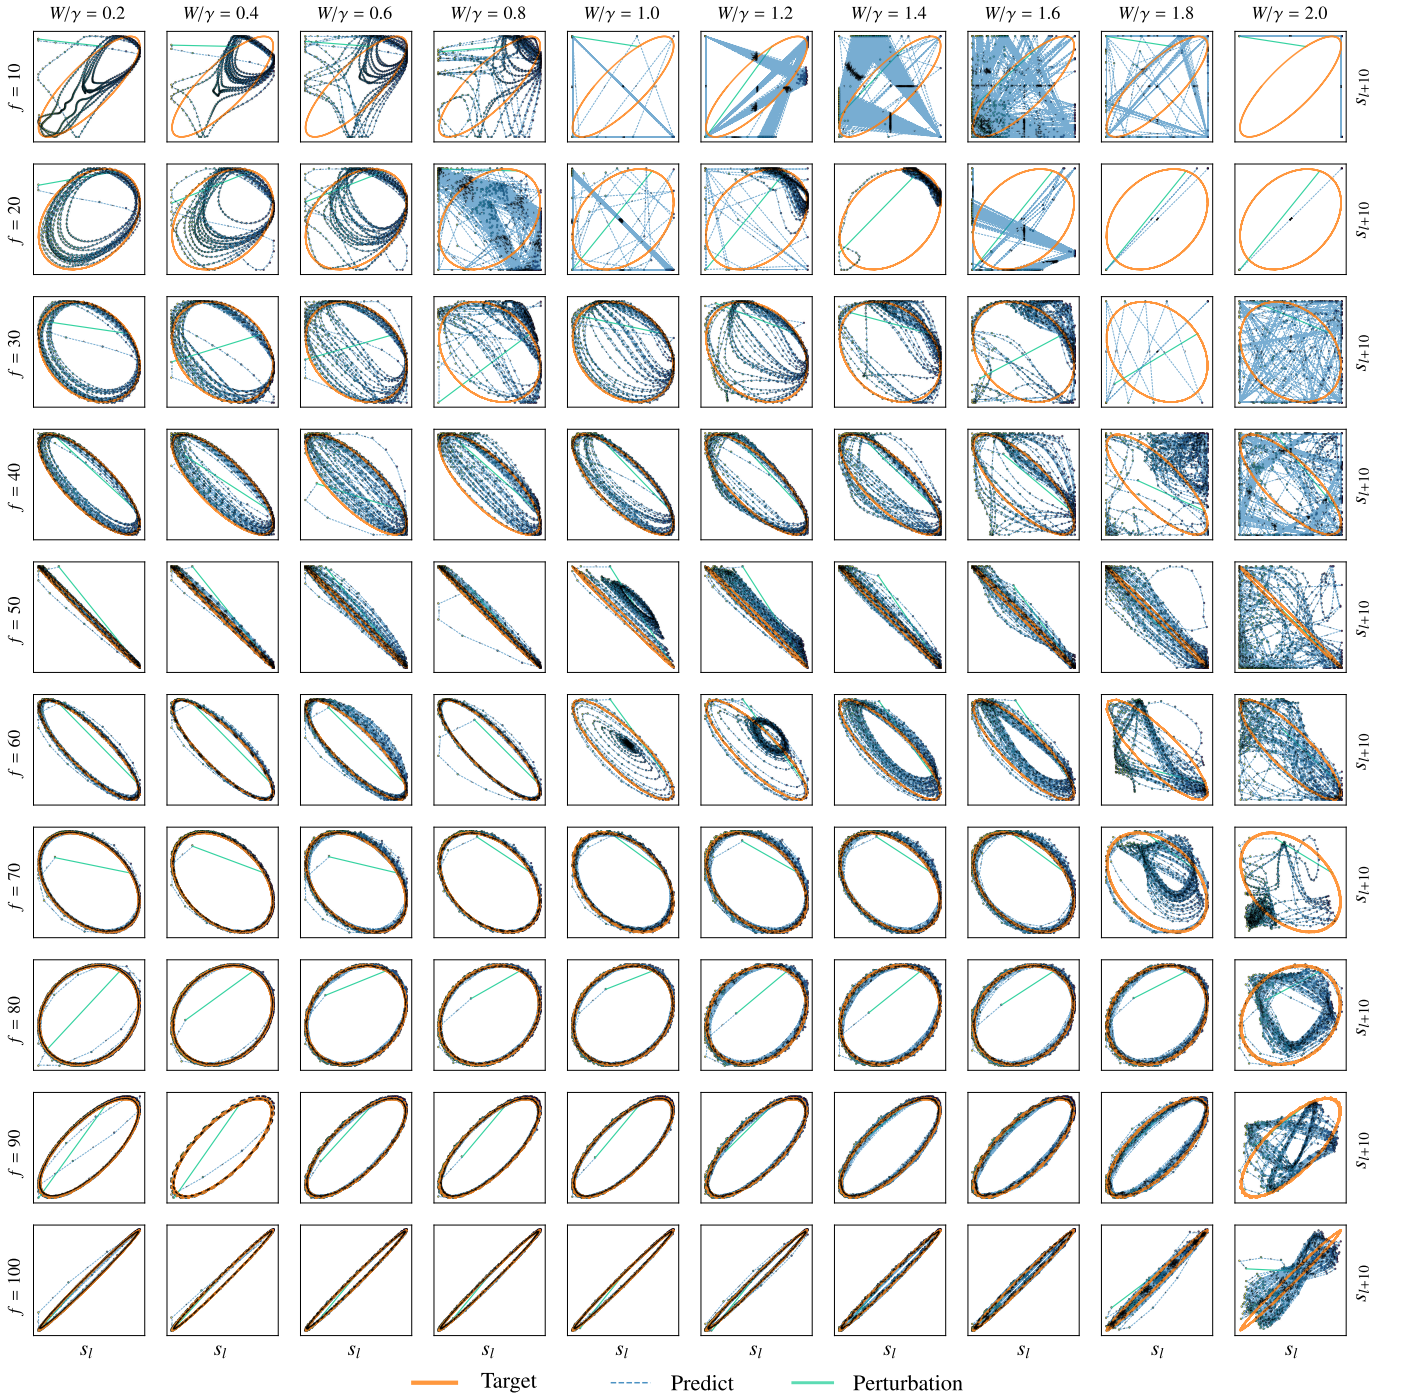 W/γ = 0.2 W/γ = 0.4 W/γ = 0.6 W/γ = 0.8 W/γ = 1.0 W/γ = 1.2 W/γ = 1.4 W/γ = 1.6 W/γ = 1.8 W/γ = 2.0
f = 10 s_{l+10}
f = 20 s_{l+10}
f = 30 s_{l+10}
f = 40 s_{l+10}
f = 50 s_{l+10}
f = 60 s_{l+10}
f = 70 s_{l+10}
f = 80 s_{l+10}
f = 90 s_{l+10}
f = 100 s_{l+10}
s_l s_l s_l s_l s_l s_l s_l s_l s_l s_l
Target Predict Perturbation